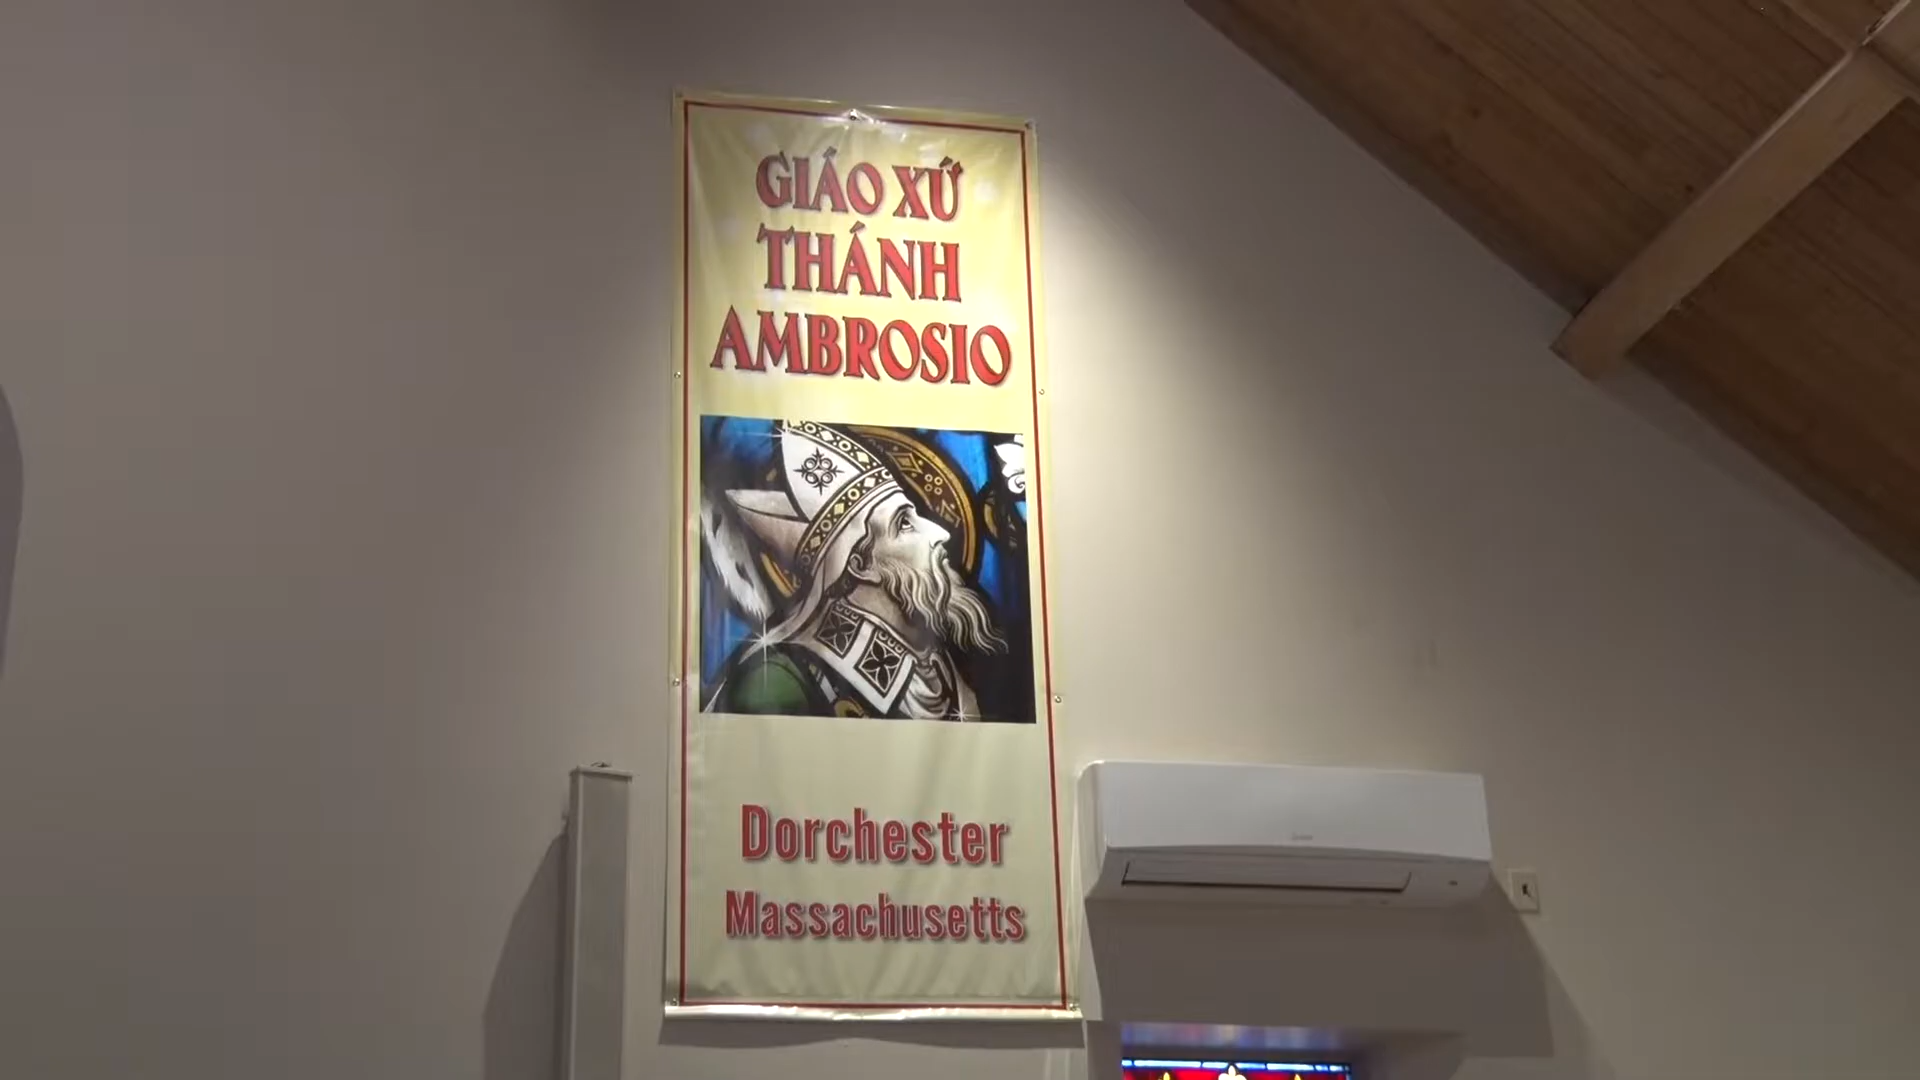 GIÁO XỨ
THÁNH
AMBROSIO
Dorchester
Massachusetts